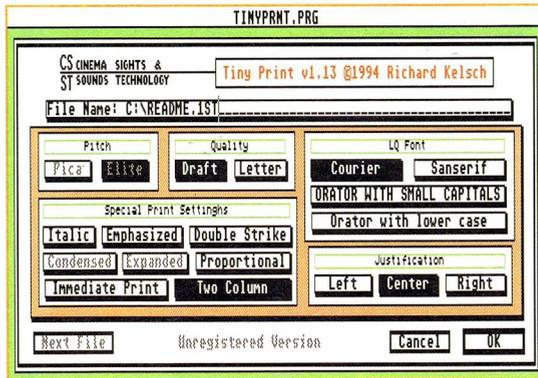 TINYPRNT.PRG
CS CINEMA SIGHTS &
ST SOUNDS TECHNOLOGY
Tiny Print v1.13 ©1994 Richard Kelsch
File Name: C:\README.1ST
Pitch
Pica Elite
Quality
Draft Letter
LQ Font
Courier Sanserif
ORATOR WITH SMALL CAPITALS
Orator with lower case
Special Print Settinghs
Italic Emphasized Double Strike
Condensed Expanded Proportional
Immediate Print Two Column
Justification
Left Center Right
Next File Unregistered Version Cancel OK